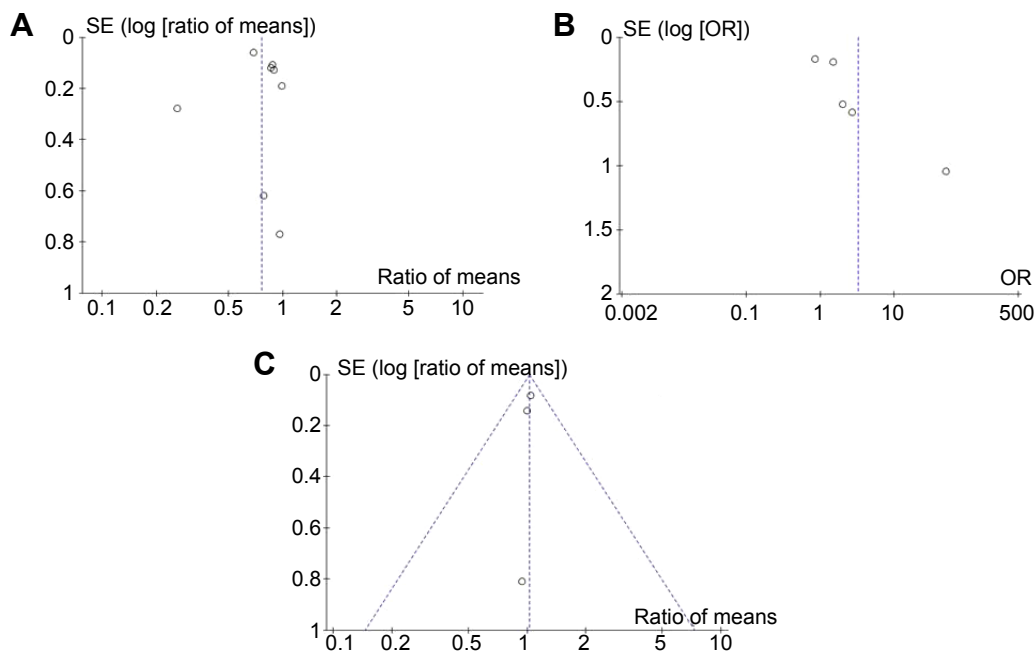 A
SE (log [ratio of means])
0
0.2
0.4
0.6
0.8
1
Ratio of means
0.1 0.2 0.5 1 2 5 10
B
SE (log [OR])
0
0.5
1
1.5
2
OR
0.002 0.1 1 10 500
C
SE (log [ratio of means])
0
0.2
0.4
0.6
0.8
1
Ratio of means
0.1 0.2 0.5 1 2 5 10